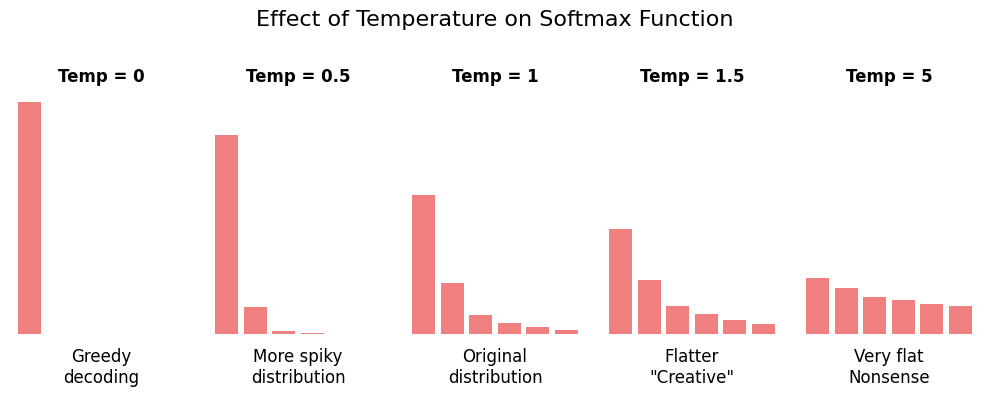 Effect of Temperature on Softmax Function
Temp = 0
Temp = 0.5
Temp = 1
Temp = 1.5
Temp = 5
Greedy
decoding
More spiky
distribution
Original
distribution
Flatter
"Creative"
Very flat
Nonsense